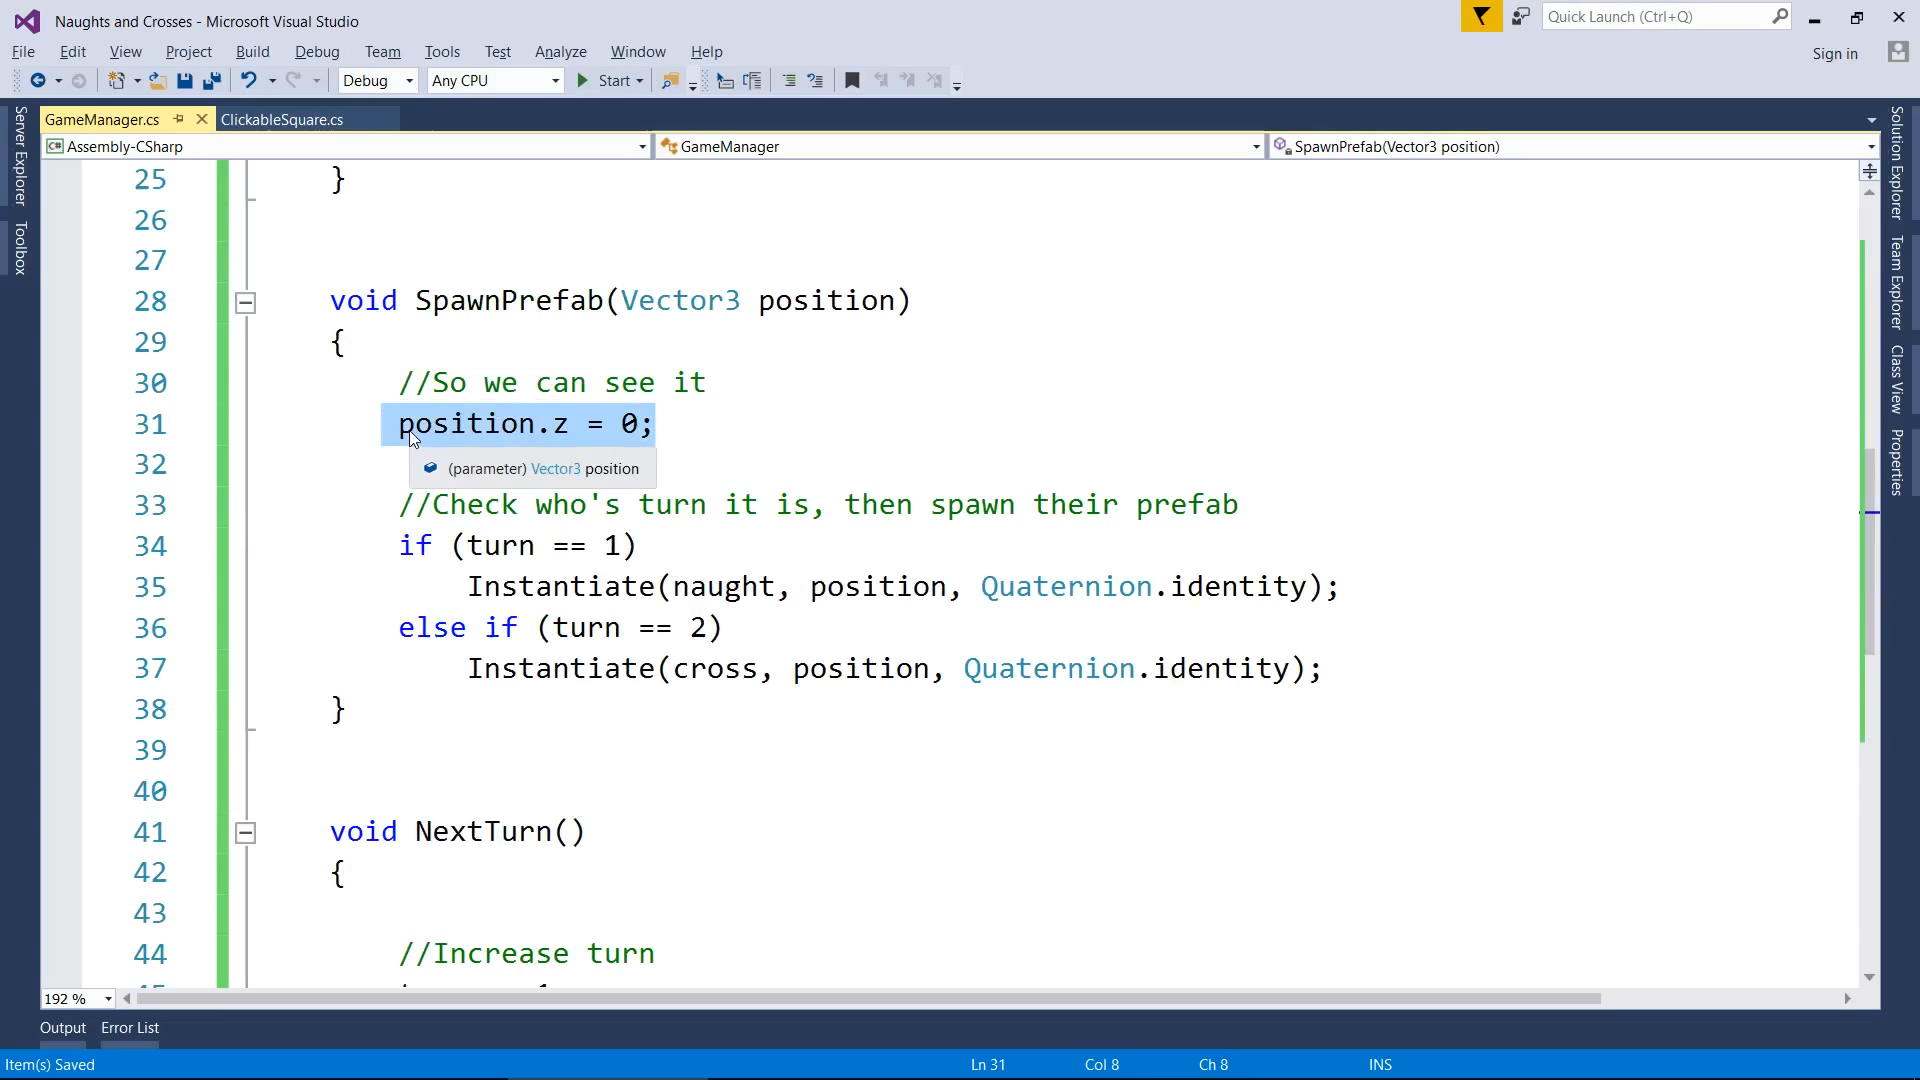 Naughts and Crosses - Microsoft Visual Studio
Quick Launch (Ctrl+Q)
File Edit View Project Build Debug Team Tools Test Analyze Window Help
Sign in
Debug Any CPU Start
GameManager.cs ClickableSquare.cs
C# Assembly-CSharp GameManager SpawnPrefab(Vector3 position)
Server Explorer
Toolbox
Solution Explorer
Team Explorer
Class View
Properties
25 }
26
27
28 void SpawnPrefab(Vector3 position)
29 {
30 //So we can see it
31 position.z = 0;
32 (parameter) Vector3 position
33 //Check who's turn it is, then spawn their prefab
34 if (turn == 1)
35 Instantiate(naught, position, Quaternion.identity);
36 else if (turn == 2)
37 Instantiate(cross, position, Quaternion.identity);
38 }
39
40
41 void NextTurn()
42 {
43
44 //Increase turn
192 %
Output Error List
Item(s) Saved Ln 31 Col 8 Ch 8 INS